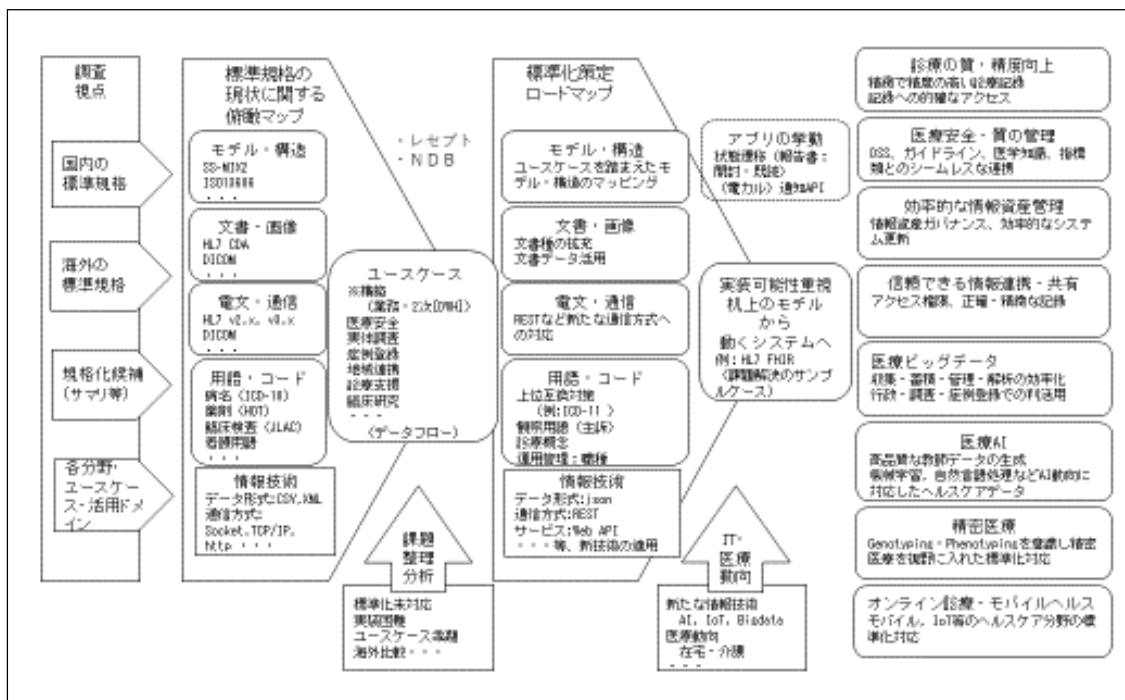 調査
視点
国内の
標準規格
海外の
標準規格
規格化候補
(サマリ等)
各分野・
ユースケー
ス・活用ドメ
イン
標準規格の
現状に関する
俯瞰マップ
モデル・構造
SS-MIX2
ISO13606
・・・
文書・画像
HL7 CDA
DICOM
・・・
電文・通信
HL7 v2.x, v3.x
DICOM
・・・
用語・コード
病名(ICD-10)
薬剤(HOT)
臨床検査(JLAC)
看護用語
・・・
情報技術
データ形式:CSV,XML
通信方式:
Socket,TCP/IP,
http ・・・
・レセプト
・NDB
ユースケース
※構築
(業務・2次[DWH])
医療安全
実体調査
症例登録
地域連携
診療支援
臨床研究
・・・
(データフロー)
課題
整理
分析
標準化未対応
実装困難
ユースケース
海外比較・・・
標準化策定
ロードマップ
モデル・構造
ユースケースを踏まえたモ
デル・構造のマッピング
文書・画像
文書種の拡充
文書データ活用
電文・通信
RESTなど新たな通信方式へ
の対応
用語・コード
上位互換対策
(例:ICD-11 )
観察用語(主訴)
診療概念
運用管理:職種
情報技術
データ形式:json
通信方式:REST
サービス:Web API
・・・等、新技術の適用
アプリの挙動
状態遷移(報告書:
開封・既読)
(電カル)通知API
実装可能性重視
机上のモデル
から
動くシステムへ
例:HL7 FHIR
(課題解決のサンプ
ルケース)
IT・
医療
動向
新たな情報技術
AI, IoT, Bigdata
医療動向
在宅・介護
・・・
診療の質・精度向上
精緻で精度の高い診療記録
記録への的確なアクセス
医療安全・質の管理
DSS、ガイドライン、医学知識、指標
類とのシームレスな連携
効率的な情報資産管理
情報資産ガバナンス、効率的なシステ
ム更新
信頼できる情報連携・共有
アクセス権限、正確・精緻な記録
医療ビッグデータ
収集・蓄積・管理・解析の効率化
行政・調査・症例登録での利活用
医療AI
高品質な教師データの生成
機械学習，自然言語処理などAI動向に
対応したヘルスケアデータ
精密医療
Genotyping・Phenotypingを意識し精密
医療を視野に入れた標準化対応
オンライン診療・モバイルヘルス
モバイル，IoT等のヘルスケア分野の標
準化対応